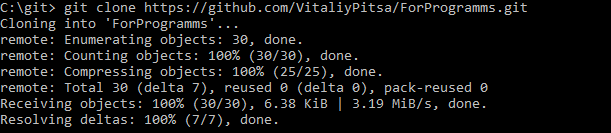 C:\git> git clone https://github.com/VitaliyPitsa/ForProgramms.git
Cloning into 'ForProgramms'...
remote: Enumerating objects: 30, done.
remote: Counting objects: 100% (30/30), done.
remote: Compressing objects: 100% (25/25), done.
remote: Total 30 (delta 7), reused 0 (delta 0), pack-reused 0
Receiving objects: 100% (30/30), 6.38 KiB | 3.19 MiB/s, done.
Resolving deltas: 100% (7/7), done.